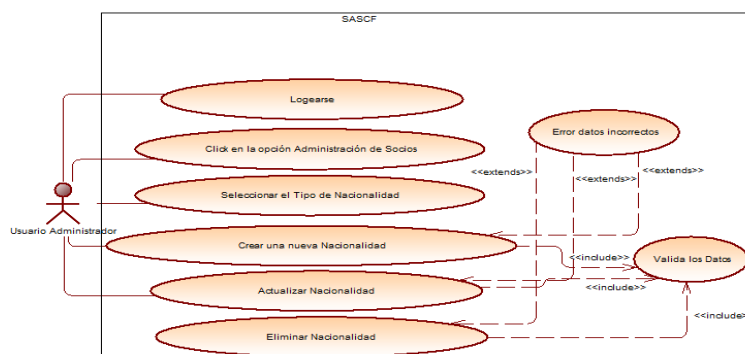 SASCF
Logearse
Error datos incorrectos
Click en la opción Administración de Socios
<<extends>>
<<extends>>
<<extends>>
Seleccionar el Tipo de Nacionalidad
Usuario Administrador
Crear una nueva Nacionalidad
<<include>>
Valida los Datos
Actualizar Nacionalidad
<<include>>
<<include>
Eliminar Nacionalidad